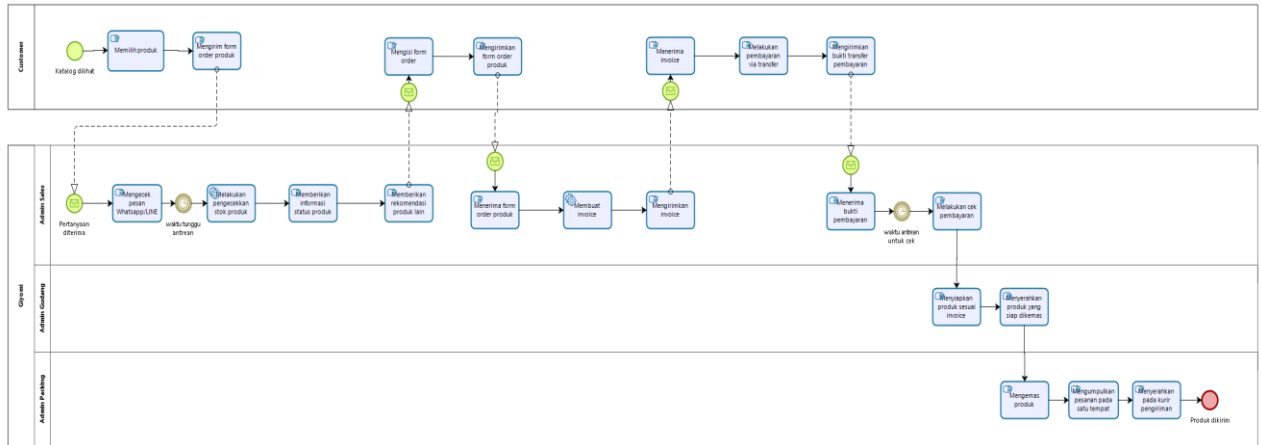 Customer
Katalog dilihat
Memilih produk
Mengirim form
order produk
Mengisi form
order
Mengirimkan
form order
produk
Menerima
invoice
Melakukan
pembayaran
via transfer
Mengirimkan
bukti transfer
pembayaran
Giyomi
Admin Sales
Pertanyaan
diterima
Mengecek
pesan
Whatsapp/LINE
waktu tunggu
antrean
Melakukan
pengecekkan
stok produk
Memberikan
informasi
status produk
Memberikan
rekomendasi
produk lain
Menerima form
order produk
Membuat
invoice
Mengirimkan
invoice
Menerima
bukti
pembayaran
waktu antrean
untuk cek
Melakukan cek
pembayaran
Admin Gudang
Menyiapkan
produk sesuai
invoice
Menyerahkan
produk yang
siap dikemas
Admin Packing
Mengemas
produk
Mengumpulkan
pesanan pada
satu tempat
Menyerahkan
pada kurir
pengiriman
Produk dikirim